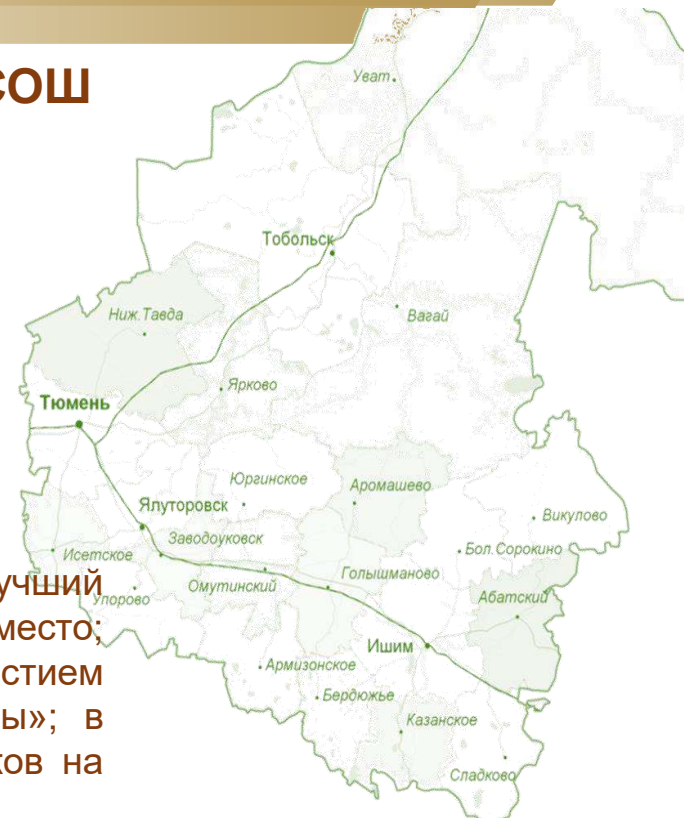 СОШ
Уват
Тобольск
Ниж.Тавда
Вагай
Ярково
Тюмень
Юргинское
Аромашево
Ялуторовск
Викулово
Заводоуковск
Бол.Сорокино
Исетское
Голышманово
Омутинский
Абатский
учший
Упорово
место;
Ишим
стием
Армизонское
Бердюжье
ы»; в
Казанское
ков на
Сладково